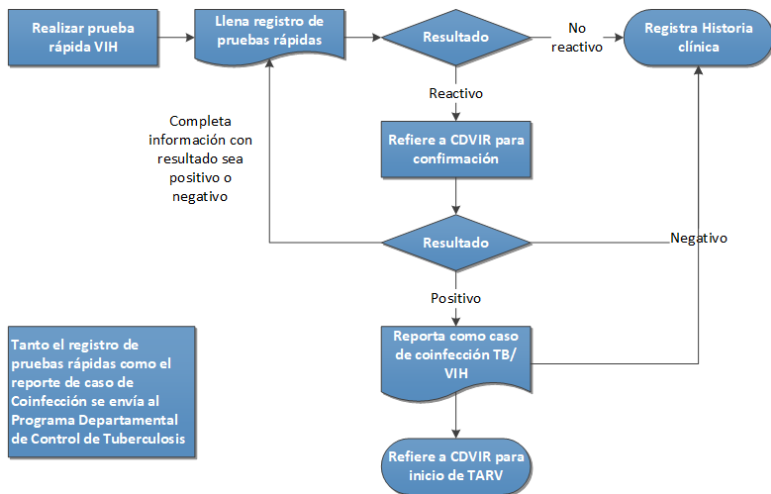 Realizar prueba
rápida VIH
Llena registro de
pruebas rápidas
Resultado
No
reactivo
Registra Historia
clínica
Reactivo
Completa
información con
resultado sea
positivo o
negativo
Refiere a CDVIR para
confirmación
Resultado
Negativo
Positivo
Reporta como caso
de coinfección TB/
VIH
Tanto el registro de
pruebas rápidas como el
reporte de caso de
Coinfección se envía al
Programa Departamental
de Control de Tuberculosis
Refiere a CDVIR para
inicio de TARV